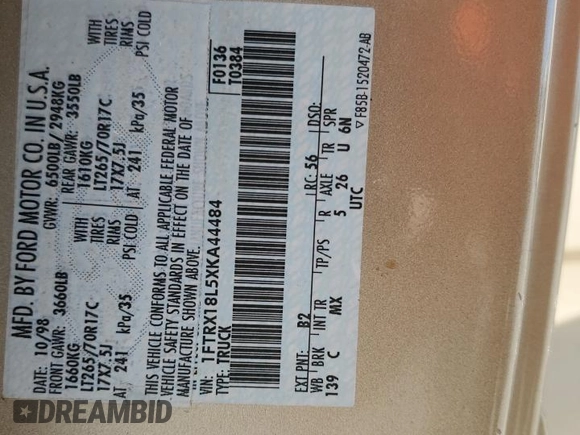 MFD. BY FORD MOTOR CO. IN U.S.A.
DATE: 10/98 GVWR: 6500LB/ 2948KG
FRONT GAWR: 3660LB REAR GAWR: 3550LB
1660KG WITH 1610KG WITH
LT265/70R17C TIRES LT265/70R17C TIRES
17X7.5J RIMS 17X7.5J RIMS
AT 241 kPa/35 PSI COLD AT 241 kPa/35 PSI COLD
THIS VEHICLE CONFORMS TO ALL APPLICABLE FEDERAL MOTOR
VEHICLE SAFETY STANDARDS IN EFFECT ON THE DATE OF
MANUFACTURE SHOWN ABOVE.
VIN: 1FTRX18L5XKA44484 F0136
TYPE: TRUCK T0384
EXT PNT: B2 RC: 56 DSO:
WB BRK INT TR TP/PS R AXLE TR SPR
139 C MX 5 26 U 6N
UTC
▽ F85B-1520472-AB
DREAMBID